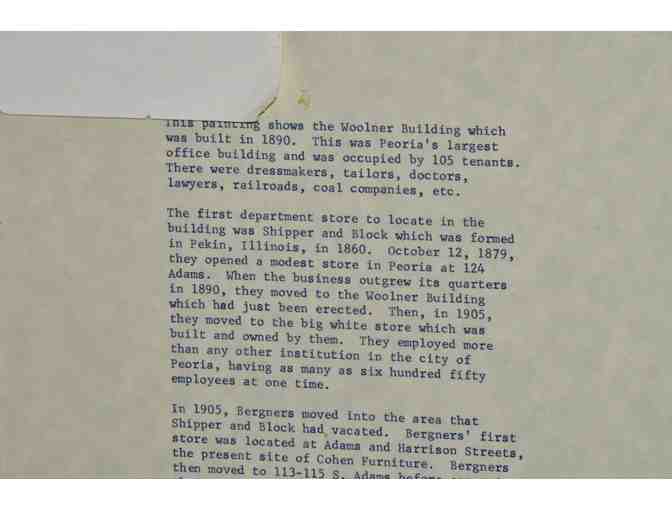 This painting shows the Woolner Building which
was built in 1890. This was Peoria's largest
office building and was occupied by 105 tenants.
There were dressmakers, tailors, doctors,
lawyers, railroads, coal companies, etc.
The first department store to locate in the
building was Shipper and Block which was formed
in Pekin, Illinois, in 1860. October 12, 1879,
they opened a modest store in Peoria at 124
Adams. When the business outgrew its quarters
in 1890, they moved to the Woolner Building
which had just been erected. Then, in 1905,
they moved to the big white store which was
built and owned by them. They employed more
than any other institution in the city of
Peoria, having as many as six hundred fifty
employees at one time.
In 1905, Bergners moved into the area that
Shipper and Block had vacated. Bergners' first
store was located at Adams and Harrison Streets,
the present site of Cohen Furniture. Bergners
then moved to 113-115 S. Adams before